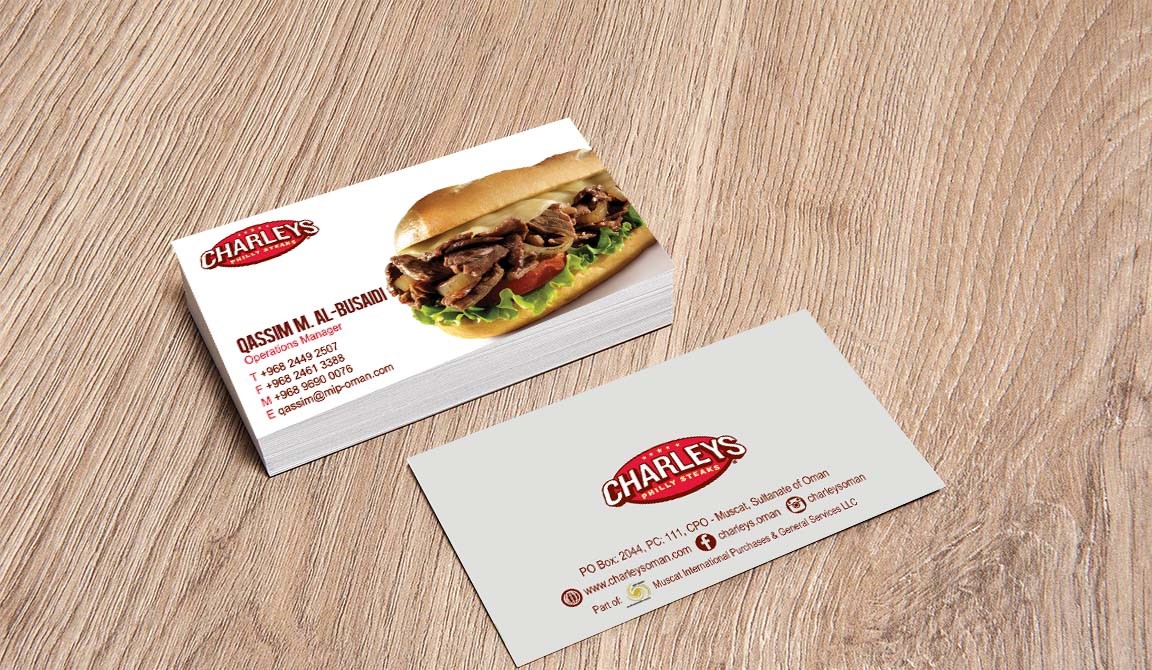 CHARLEYS
PHILLY STEAKS
QASSIM M. AL-BUSAIDI
Operations Manager
T +968 2449 2507
F +968 2461 3388
M +968 9690 0076
E qassim@mip-oman.com
CHARLEYS
PHILLY STEAKS
PO Box: 2044, PC: 111, CPO - Muscat, Sultanate of Oman
www.charleysoman.com f charleys.oman charleysoman
Part of: Muscat International Purchases & General Services LLC